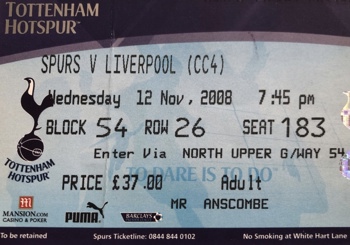 TOTTENHAM
HOTSPUR
SPURS V LIVERPOOL (CC4)
Wednesday 12 Nov, 2008 7:45 pm
BLOCK 54 ROW 26 SEAT 183
Enter Via NORTH UPPER G/WAY 54
TOTTENHAM
HOTSPUR
TO DARE IS TO DO™
PRICE £37.00 Adult
MR ANSCOMBE
M
MANSION.com
CASINO & POKER
PUMA
BARCLAYS
To be retained Spurs Ticketline: 0844 844 0102 No Smoking at White Hart Lane